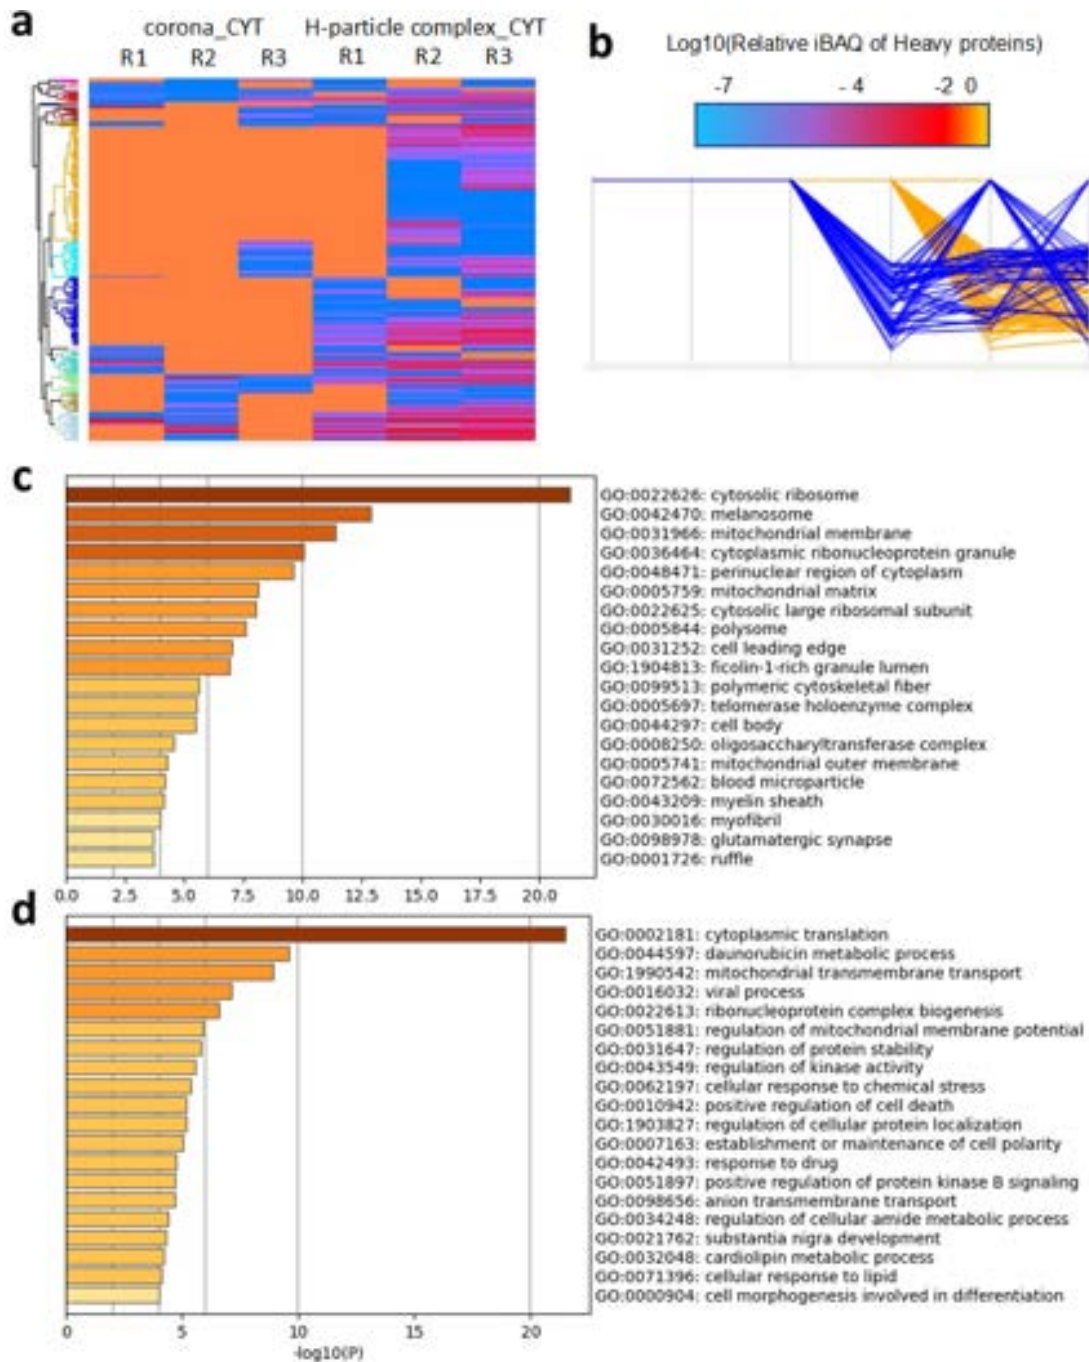 a
corona_CYT H-particle complex_CYT
R1 R2 R3 R1 R2 R3
b
Log10(Relative iBAQ of Heavy proteins)
-7 - 4 -2 0
c
GO:0022626: cytosolic ribosome
GO:0042470: melanosome
GO:0031966: mitochondrial membrane
GO:0036464: cytoplasmic ribonucleoprotein granule
GO:0048471: perinuclear region of cytoplasm
GO:0005759: mitochondrial matrix
GO:0022625: cytosolic large ribosomal subunit
GO:0005844: polysome
GO:0031252: cell leading edge
GO:1904813: ficolin-1-rich granule lumen
GO:0099513: polymeric cytoskeletal fiber
GO:0005697: telomerase holoenzyme complex
GO:0044297: cell body
GO:0008250: oligosaccharyltransferase complex
GO:0005741: mitochondrial outer membrane
GO:0072562: blood microparticle
GO:0043209: myelin sheath
GO:0030016: myofibril
GO:0098978: glutamatergic synapse
GO:0001726: ruffle
0.0 2.5 5.0 7.5 10.0 12.5 15.0 17.5 20.0
d
GO:0002181: cytoplasmic translation
GO:0044597: daunorubicin metabolic process
GO:1990542: mitochondrial transmembrane transport
GO:0016032: viral process
GO:0022613: ribonucleoprotein complex biogenesis
GO:0051881: regulation of mitochondrial membrane potential
GO:0031647: regulation of protein stability
GO:0043549: regulation of kinase activity
GO:0062197: cellular response to chemical stress
GO:0010942: positive regulation of cell death
GO:1903827: regulation of cellular protein localization
GO:0007163: establishment or maintenance of cell polarity
GO:0042493: response to drug
GO:0051897: positive regulation of protein kinase B signaling
GO:0098656: anion transmembrane transport
GO:0034248: regulation of cellular amide metabolic process
GO:0021762: substantia nigra development
GO:0032048: cardiolipin metabolic process
GO:0071396: cellular response to lipid
GO:0000904: cell morphogenesis involved in differentiation
0 5 10 15 20
-log10(P)